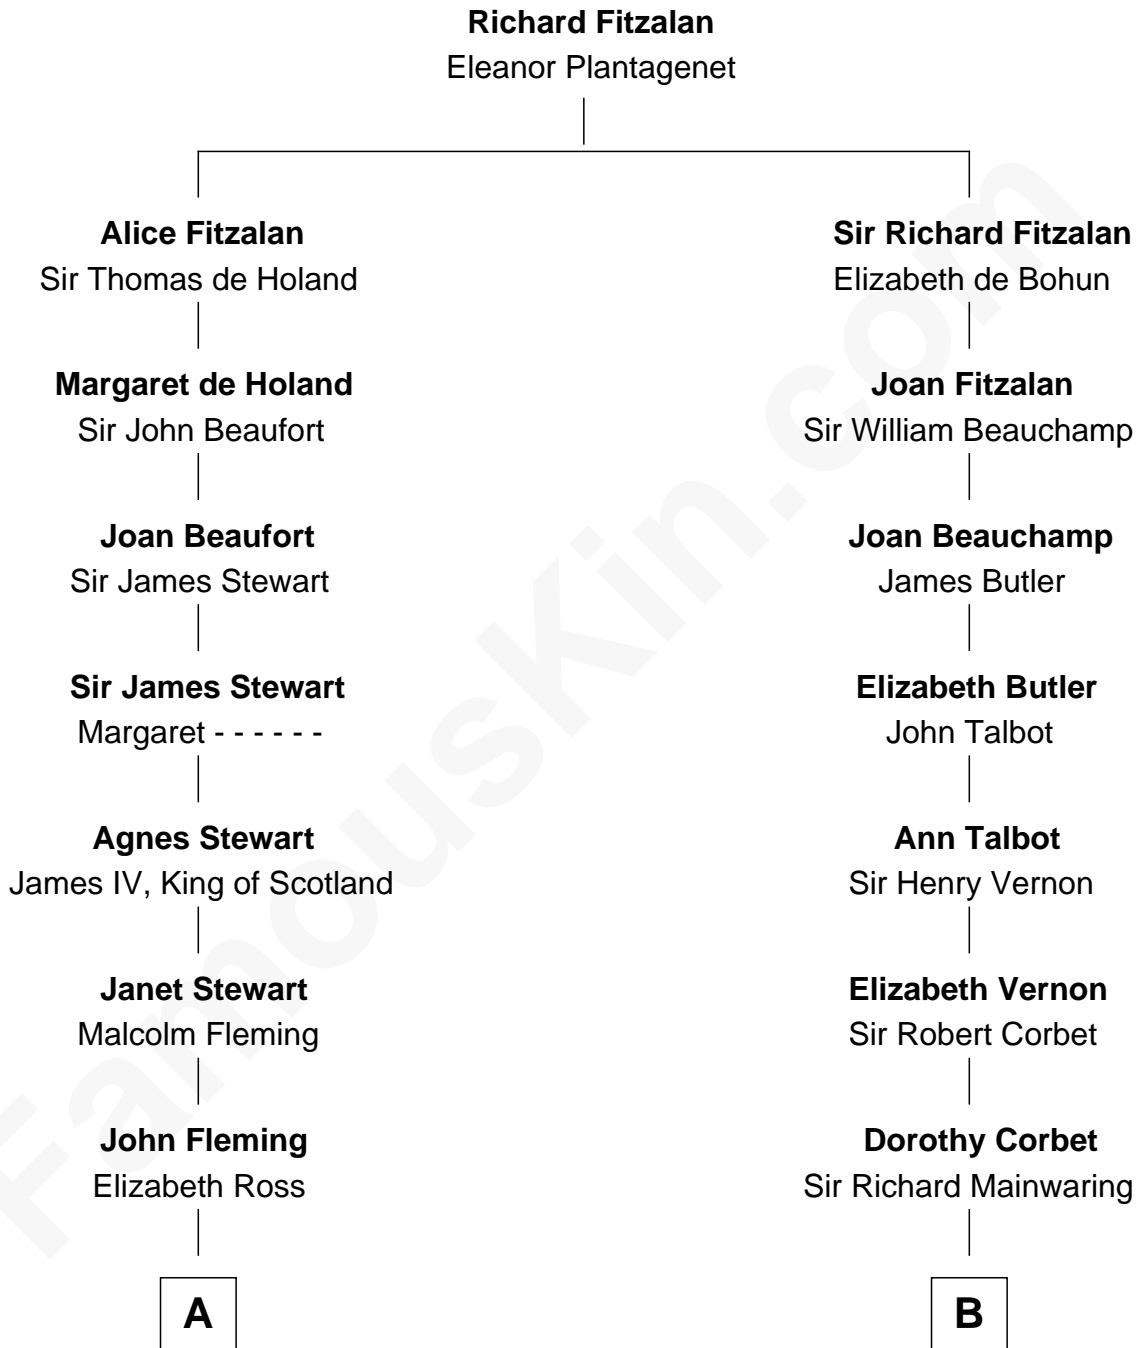 Richard Fitzalan
Eleanor Plantagenet
Alice Fitzalan
Sir Thomas de Holand
Sir Richard Fitzalan
Elizabeth de Bohun
Margaret de Holand
Sir John Beaufort
Joan Fitzalan
Sir William Beauchamp
Joan Beaufort
Sir James Stewart
Joan Beauchamp
James Butler
Sir James Stewart
Margaret - - - - - -
Elizabeth Butler
John Talbot
Agnes Stewart
James IV, King of Scotland
Ann Talbot
Sir Henry Vernon
Janet Stewart
Malcolm Fleming
Elizabeth Vernon
Sir Robert Corbet
John Fleming
Elizabeth Ross
Dorothy Corbet
Sir Richard Mainwaring
A
B
FamousKin.com